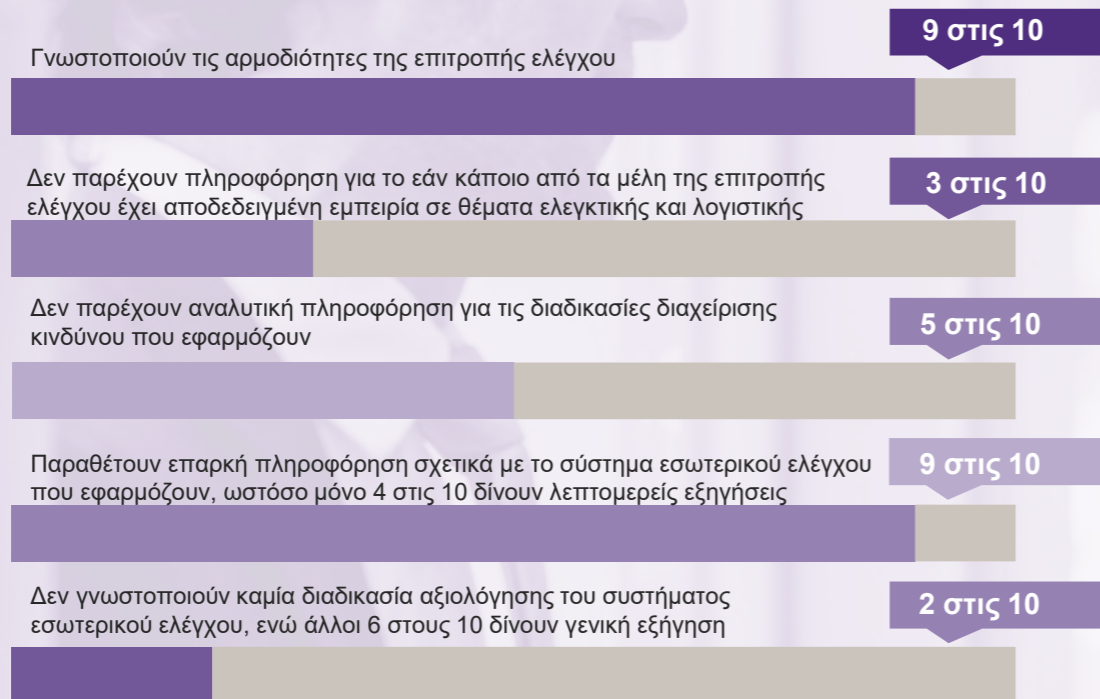 9 στις 10
Γνωστοποιούν τις αρμοδιότητες της επιτροπής ελέγχου
Δεν παρέχουν πληροφόρηση για το εάν κάποιο από τα μέλη της επιτροπής
ελέγχου έχει αποδεδειγμένη εμπειρία σε θέματα ελεγκτικής και λογιστικής
3 στις 10
Δεν παρέχουν αναλυτική πληροφόρηση για τις διαδικασίες διαχείρισης
κινδύνου που εφαρμόζουν
5 στις 10
Παραθέτουν επαρκή πληροφόρηση σχετικά με το σύστημα εσωτερικού ελέγχου
που εφαρμόζουν, ωστόσο μόνο 4 στις 10 δίνουν λεπτομερείς εξηγήσεις
9 στις 10
Δεν γνωστοποιούν καμία διαδικασία αξιολόγησης του συστήματος
εσωτερικού ελέγχου, ενώ άλλοι 6 στους 10 δίνουν γενική εξήγηση
2 στις 10